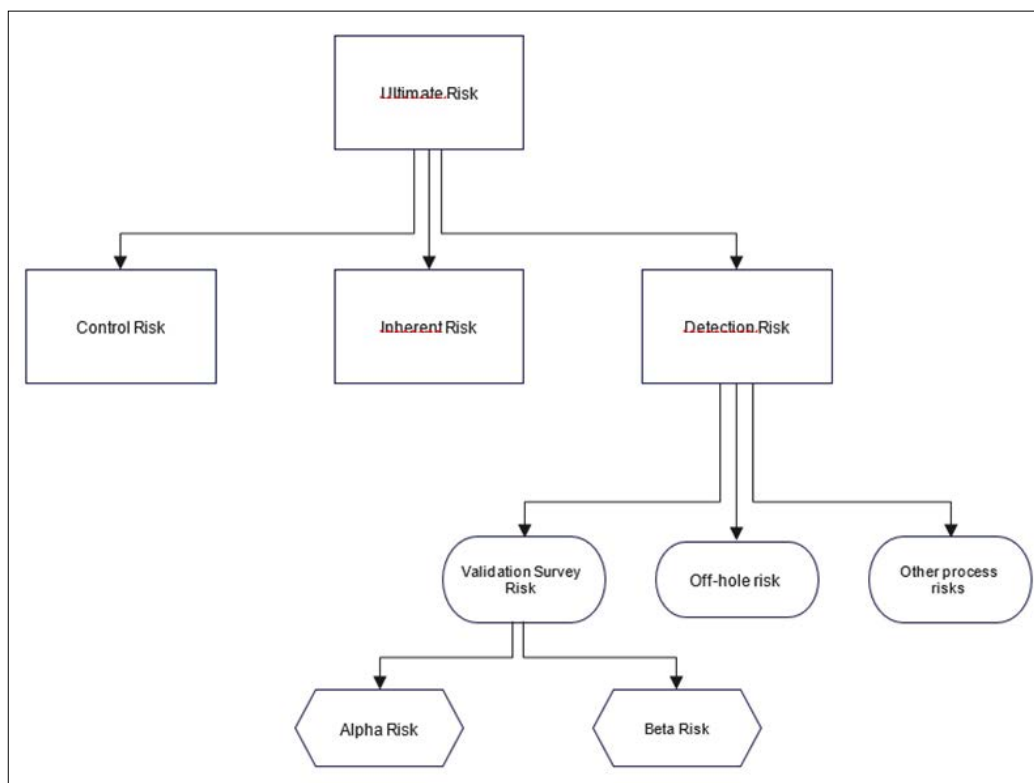 Ultimate Risk
Control Risk
Inherent Risk
Detection Risk
Validation Survey
Risk
Off-hole risk
Other process
risks
Alpha Risk
Beta Risk